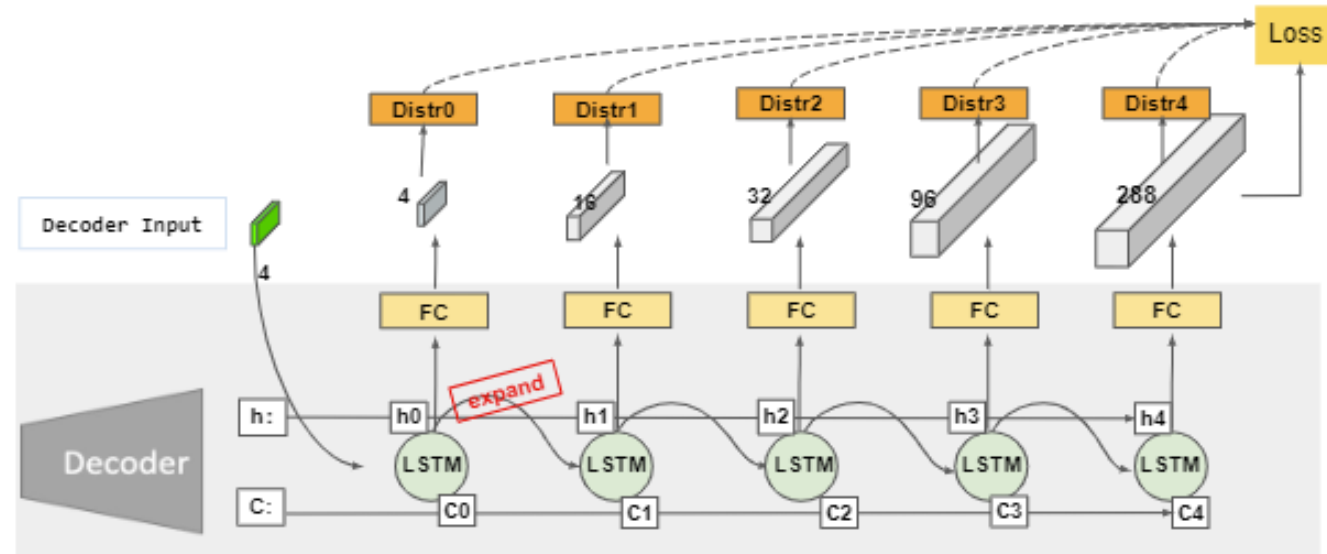 Loss
Distr0
Distr1
Distr2
Distr3
Distr4
4
16
32
96
288
Decoder Input
4
FC
FC
FC
FC
FC
expand
h:
h0
h1
h2
h3
h4
Decoder
LSTM
LSTM
LSTM
LSTM
LSTM
C:
C0
C1
C2
C3
C4